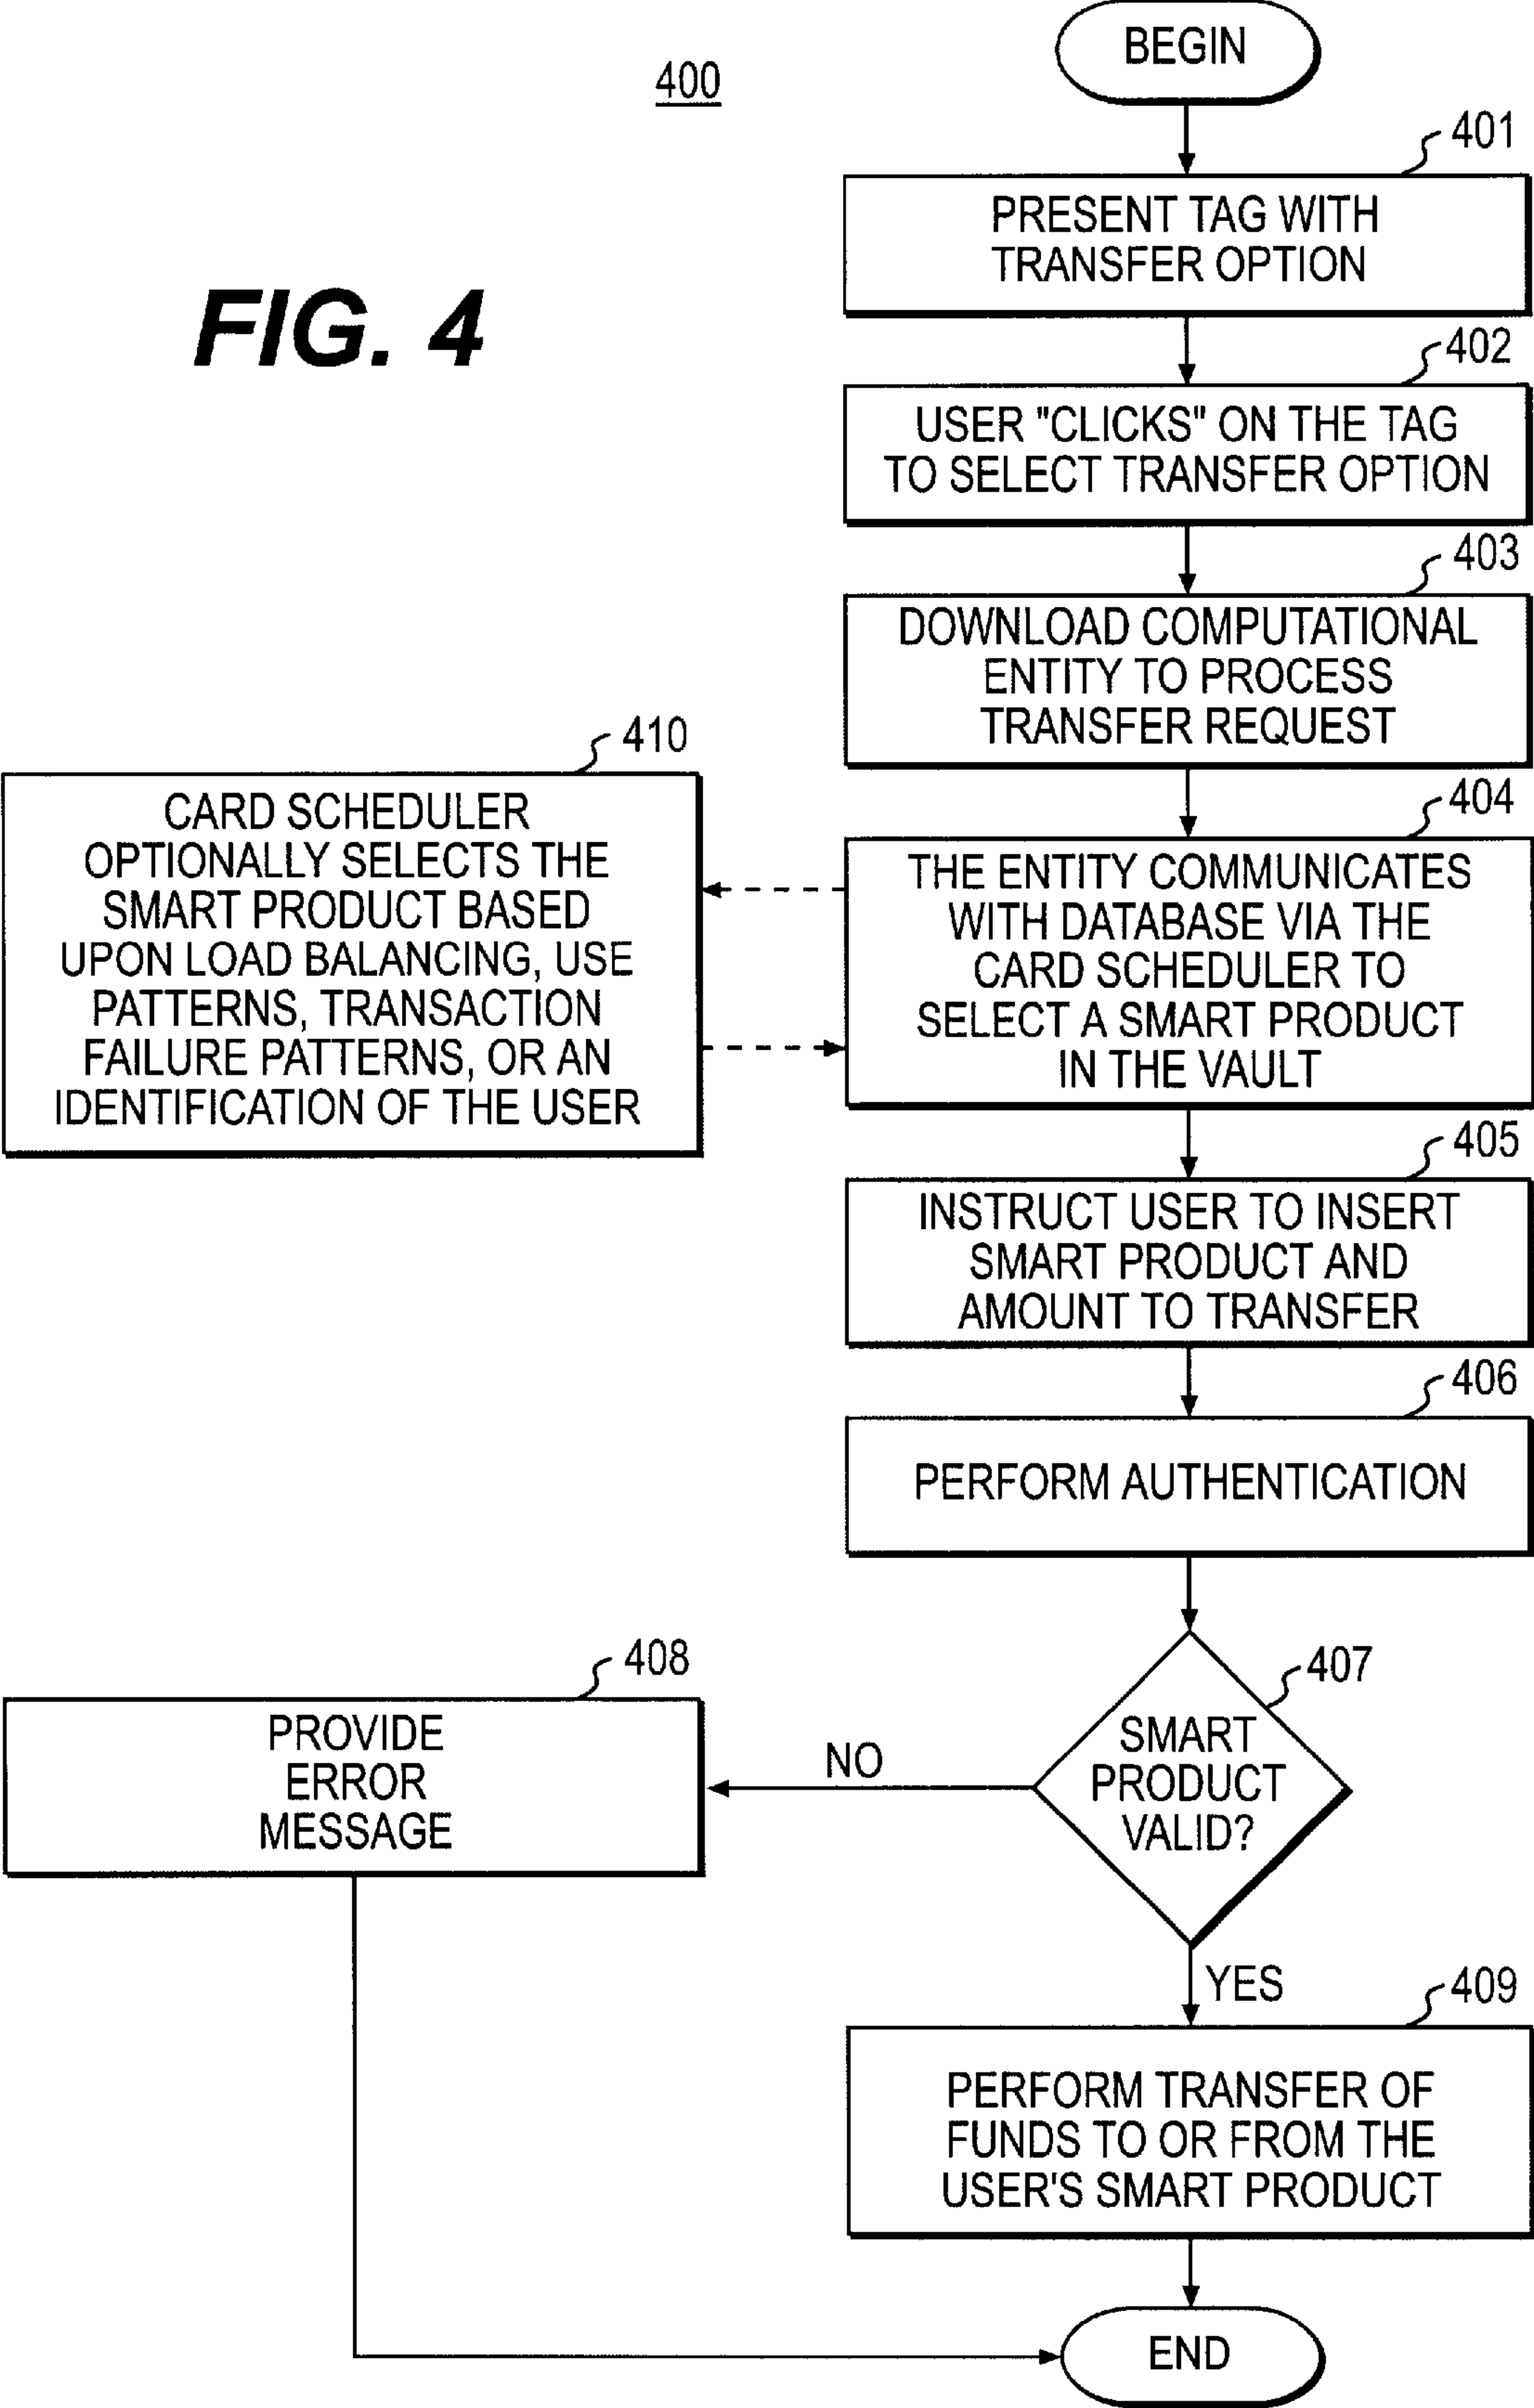 BEGIN
400
401
PRESENT TAG WITH
TRANSFER OPTION
FIG. 4
402
USER "CLICKS" ON THE TAG
TO SELECT TRANSFER OPTION
403
DOWNLOAD COMPUTATIONAL
ENTITY TO PROCESS
TRANSFER REQUEST
410
CARD SCHEDULER
OPTIONALLY SELECTS THE
SMART PRODUCT BASED
UPON LOAD BALANCING, USE
PATTERNS, TRANSACTION
FAILURE PATTERNS, OR AN
IDENTIFICATION OF THE USER
404
THE ENTITY COMMUNICATES
WITH DATABASE VIA THE
CARD SCHEDULER TO
SELECT A SMART PRODUCT
IN THE VAULT
405
INSTRUCT USER TO INSERT
SMART PRODUCT AND
AMOUNT TO TRANSFER
406
PERFORM AUTHENTICATION
407
SMART
PRODUCT
VALID?
NO
408
PROVIDE
ERROR
MESSAGE
YES
409
PERFORM TRANSFER OF
FUNDS TO OR FROM THE
USER'S SMART PRODUCT
END